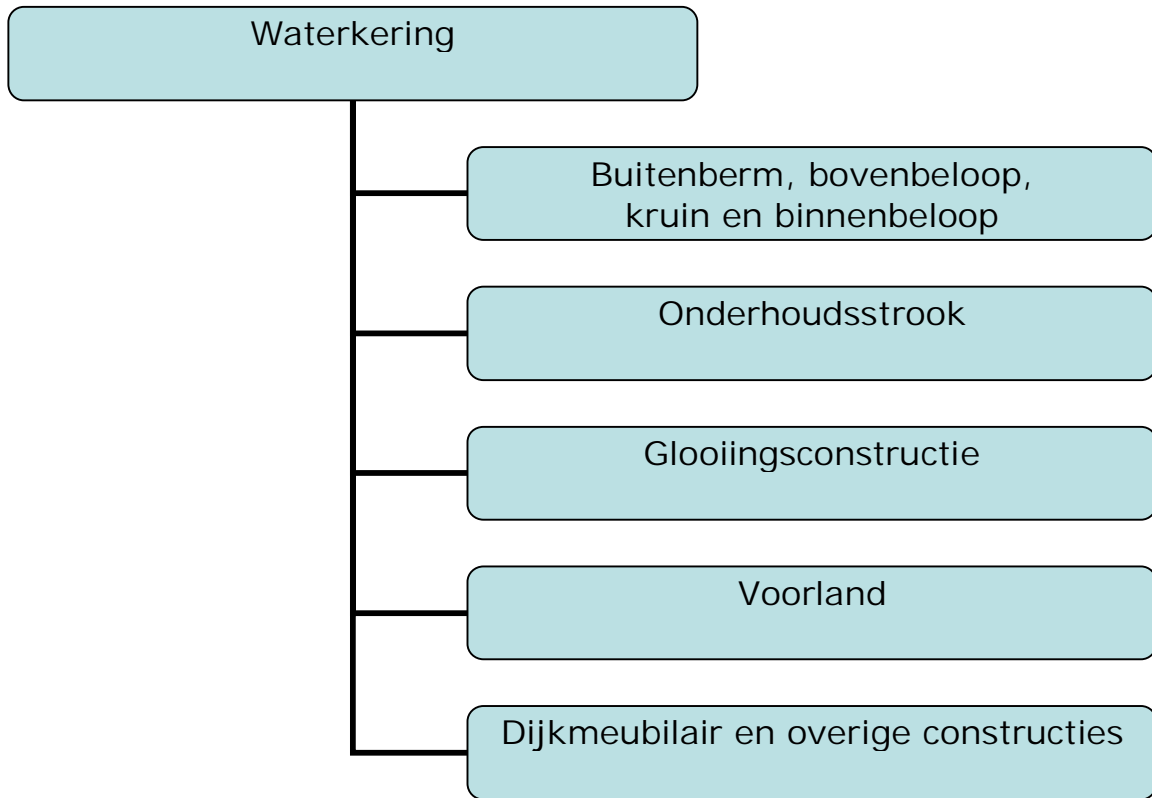 Waterkering
Buitenberm, bovenbeloop,
kruin en binnenbeloop
Onderhoudsstrook
Glooiingsconstructie
Voorland
Dijkmeubilair en overige constructies